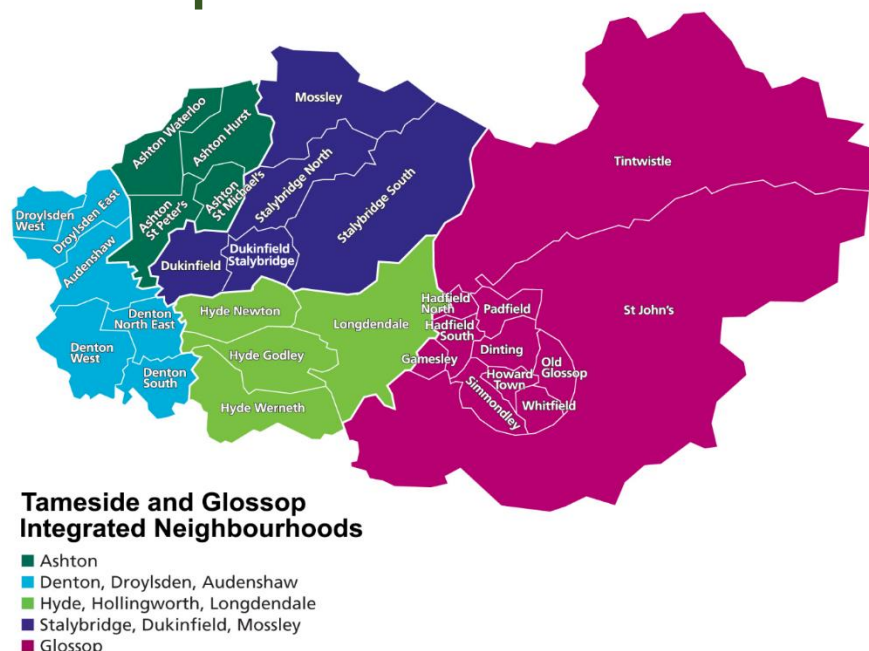 Mossley
Ashton Waterloo
Ashton Hurst
Tintwistle
Stalybridge North
Stalybridge South
Ashton
St Michael's
Ashton
St Peter's
Droylsden
West
Droylsden East
Audenshaw
Dukinfield
Dukinfield
Stalybridge
Hadfield
North
Padfield
St John's
Hyde Newton
Denton
North East
Longdendale
Hadfield
South
Denton
West
Hyde Godley
Gamesley
Dinting
Old
Glossop
Denton
South
Howard
Town
Simmondley
Whitfield
Hyde Werneth
Tameside and Glossop
Integrated Neighbourhoods
Ashton
Denton, Droylsden, Audenshaw
Hyde, Hollingworth, Longdendale
Stalybridge, Dukinfield, Mossley
Glossop